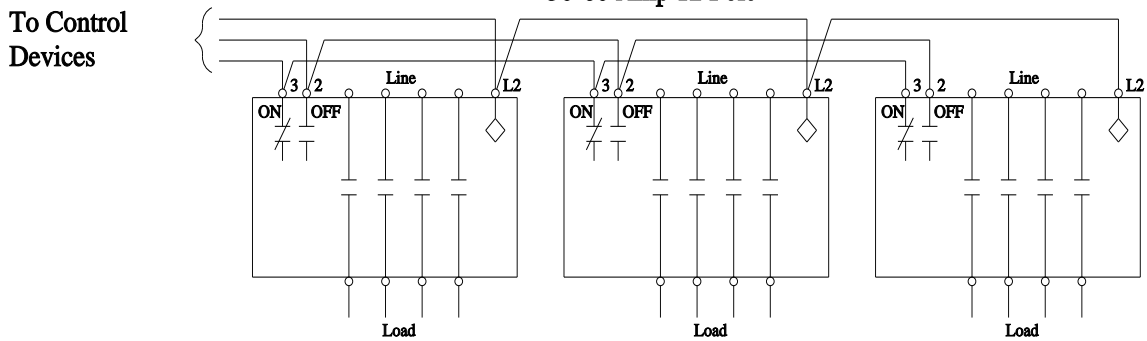 To Control
Devices
3 2 Line L2
ON OFF
Load
3 2 Line L2
ON OFF
Load
3 2 Line L2
ON OFF
Load